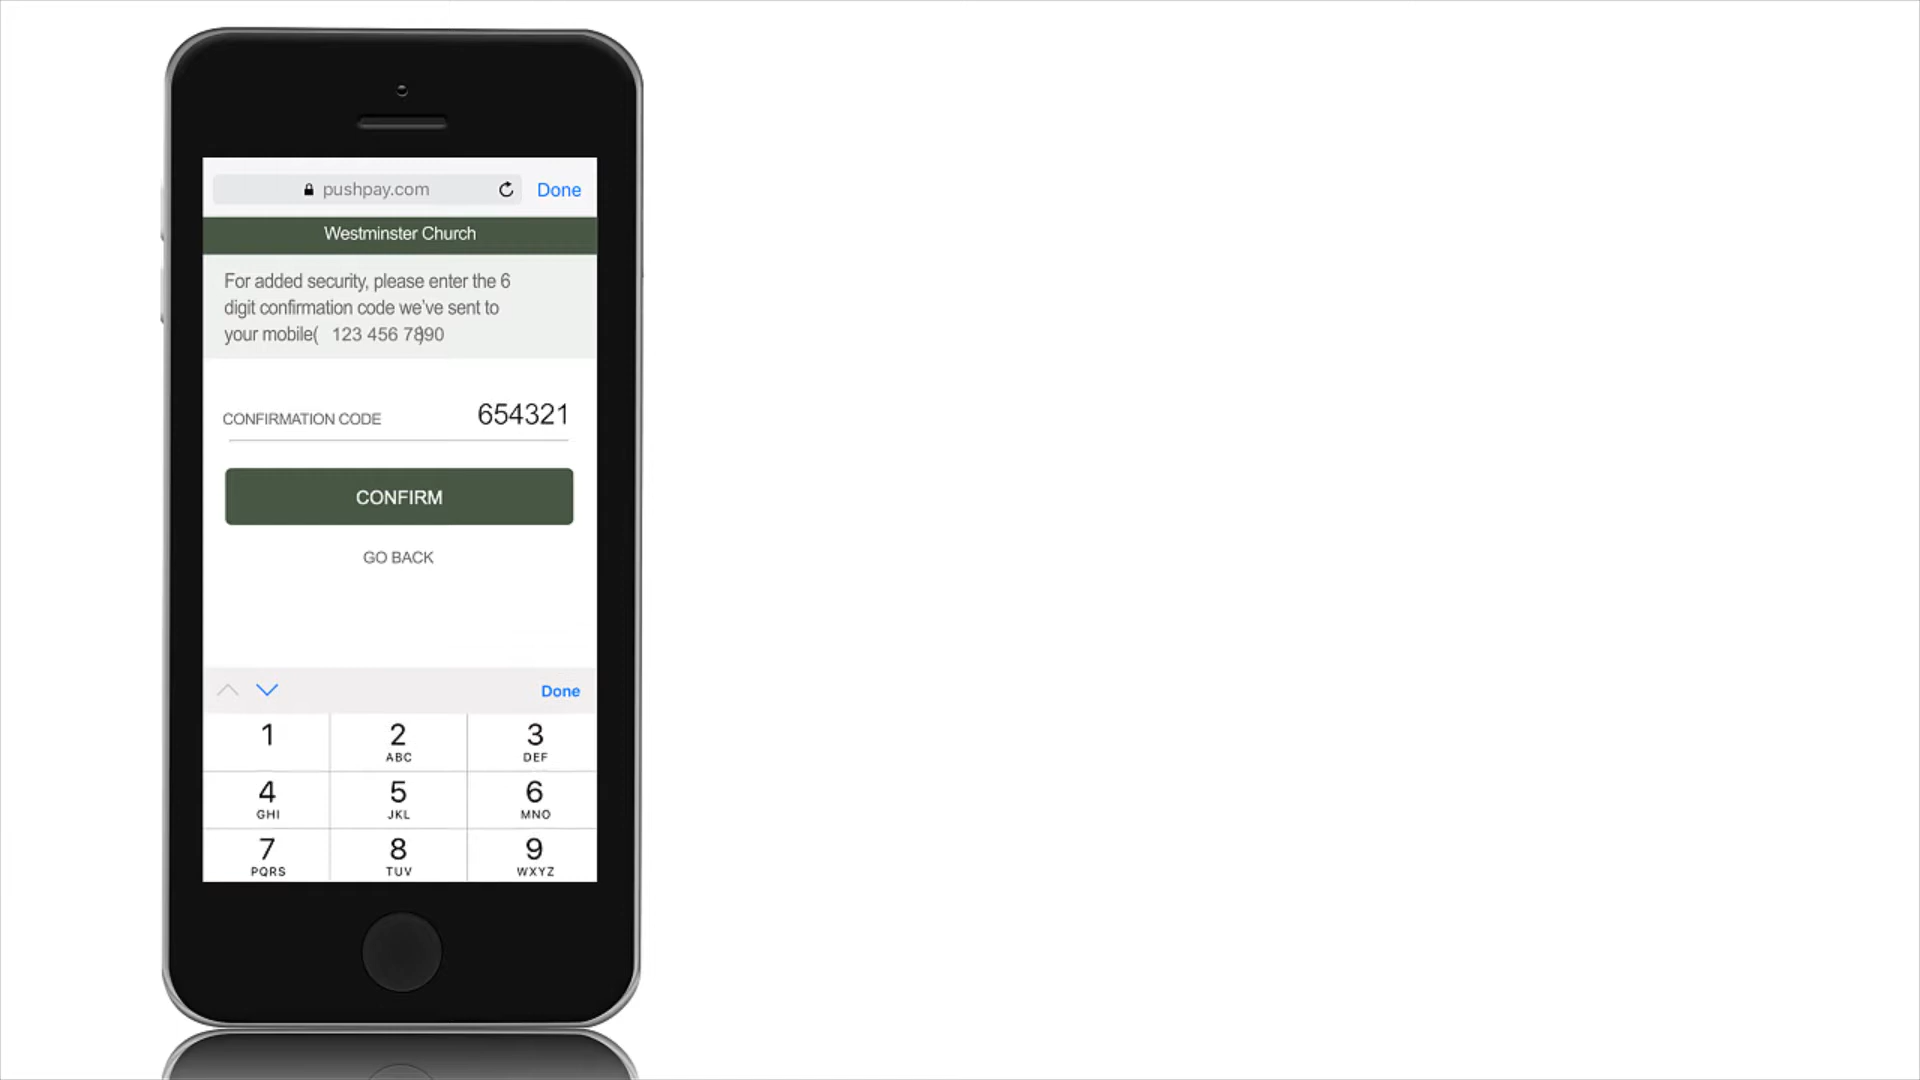 pushpay.com Done
Westminster Church
For added security, please enter the 6
digit confirmation code we've sent to
your mobile( 123 456 7890
CONFIRMATION CODE 654321
CONFIRM
GO BACK
Done
1 2 3
ABC DEF
4 5 6
GHI JKL MNO
7 8 9
PQRS TUV WXYZ